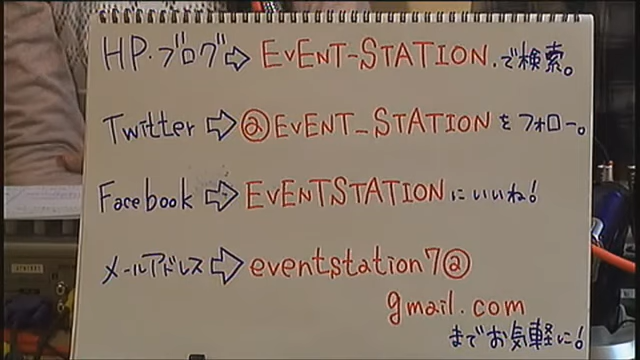 HP・ブログ⇨EVENT-STATION.で検索。
Twitter⇨@EVENT_STATIONをフォロー。
Facebook⇨EVENTSTATIONにいいね!
メールアドレス⇨eventstation7@
gmail.com
までお気軽に!